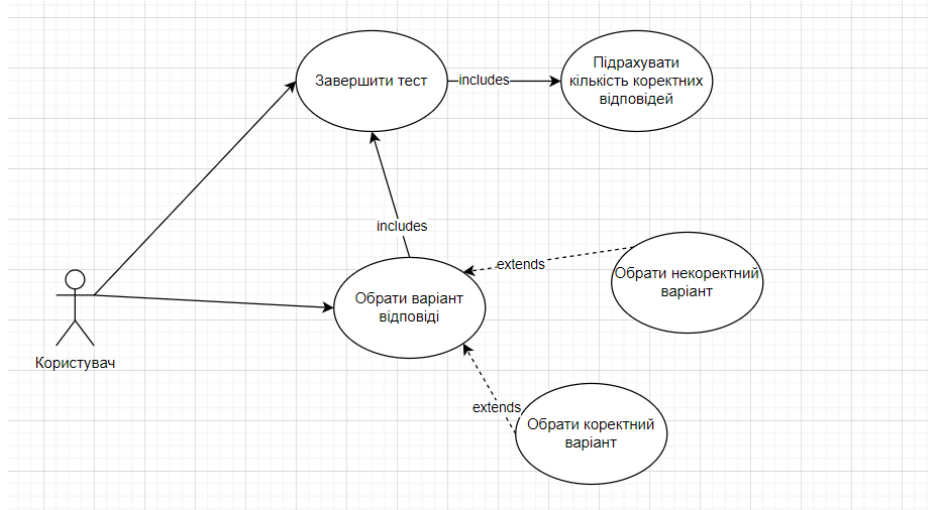 Завершити тест
includes
Підрахувати
кількість коректних
відповідей
includes
extends
Обрати некоректний
варіант
Обрати варіант
відповіді
Користувач
extends
Обрати коректний
варіант